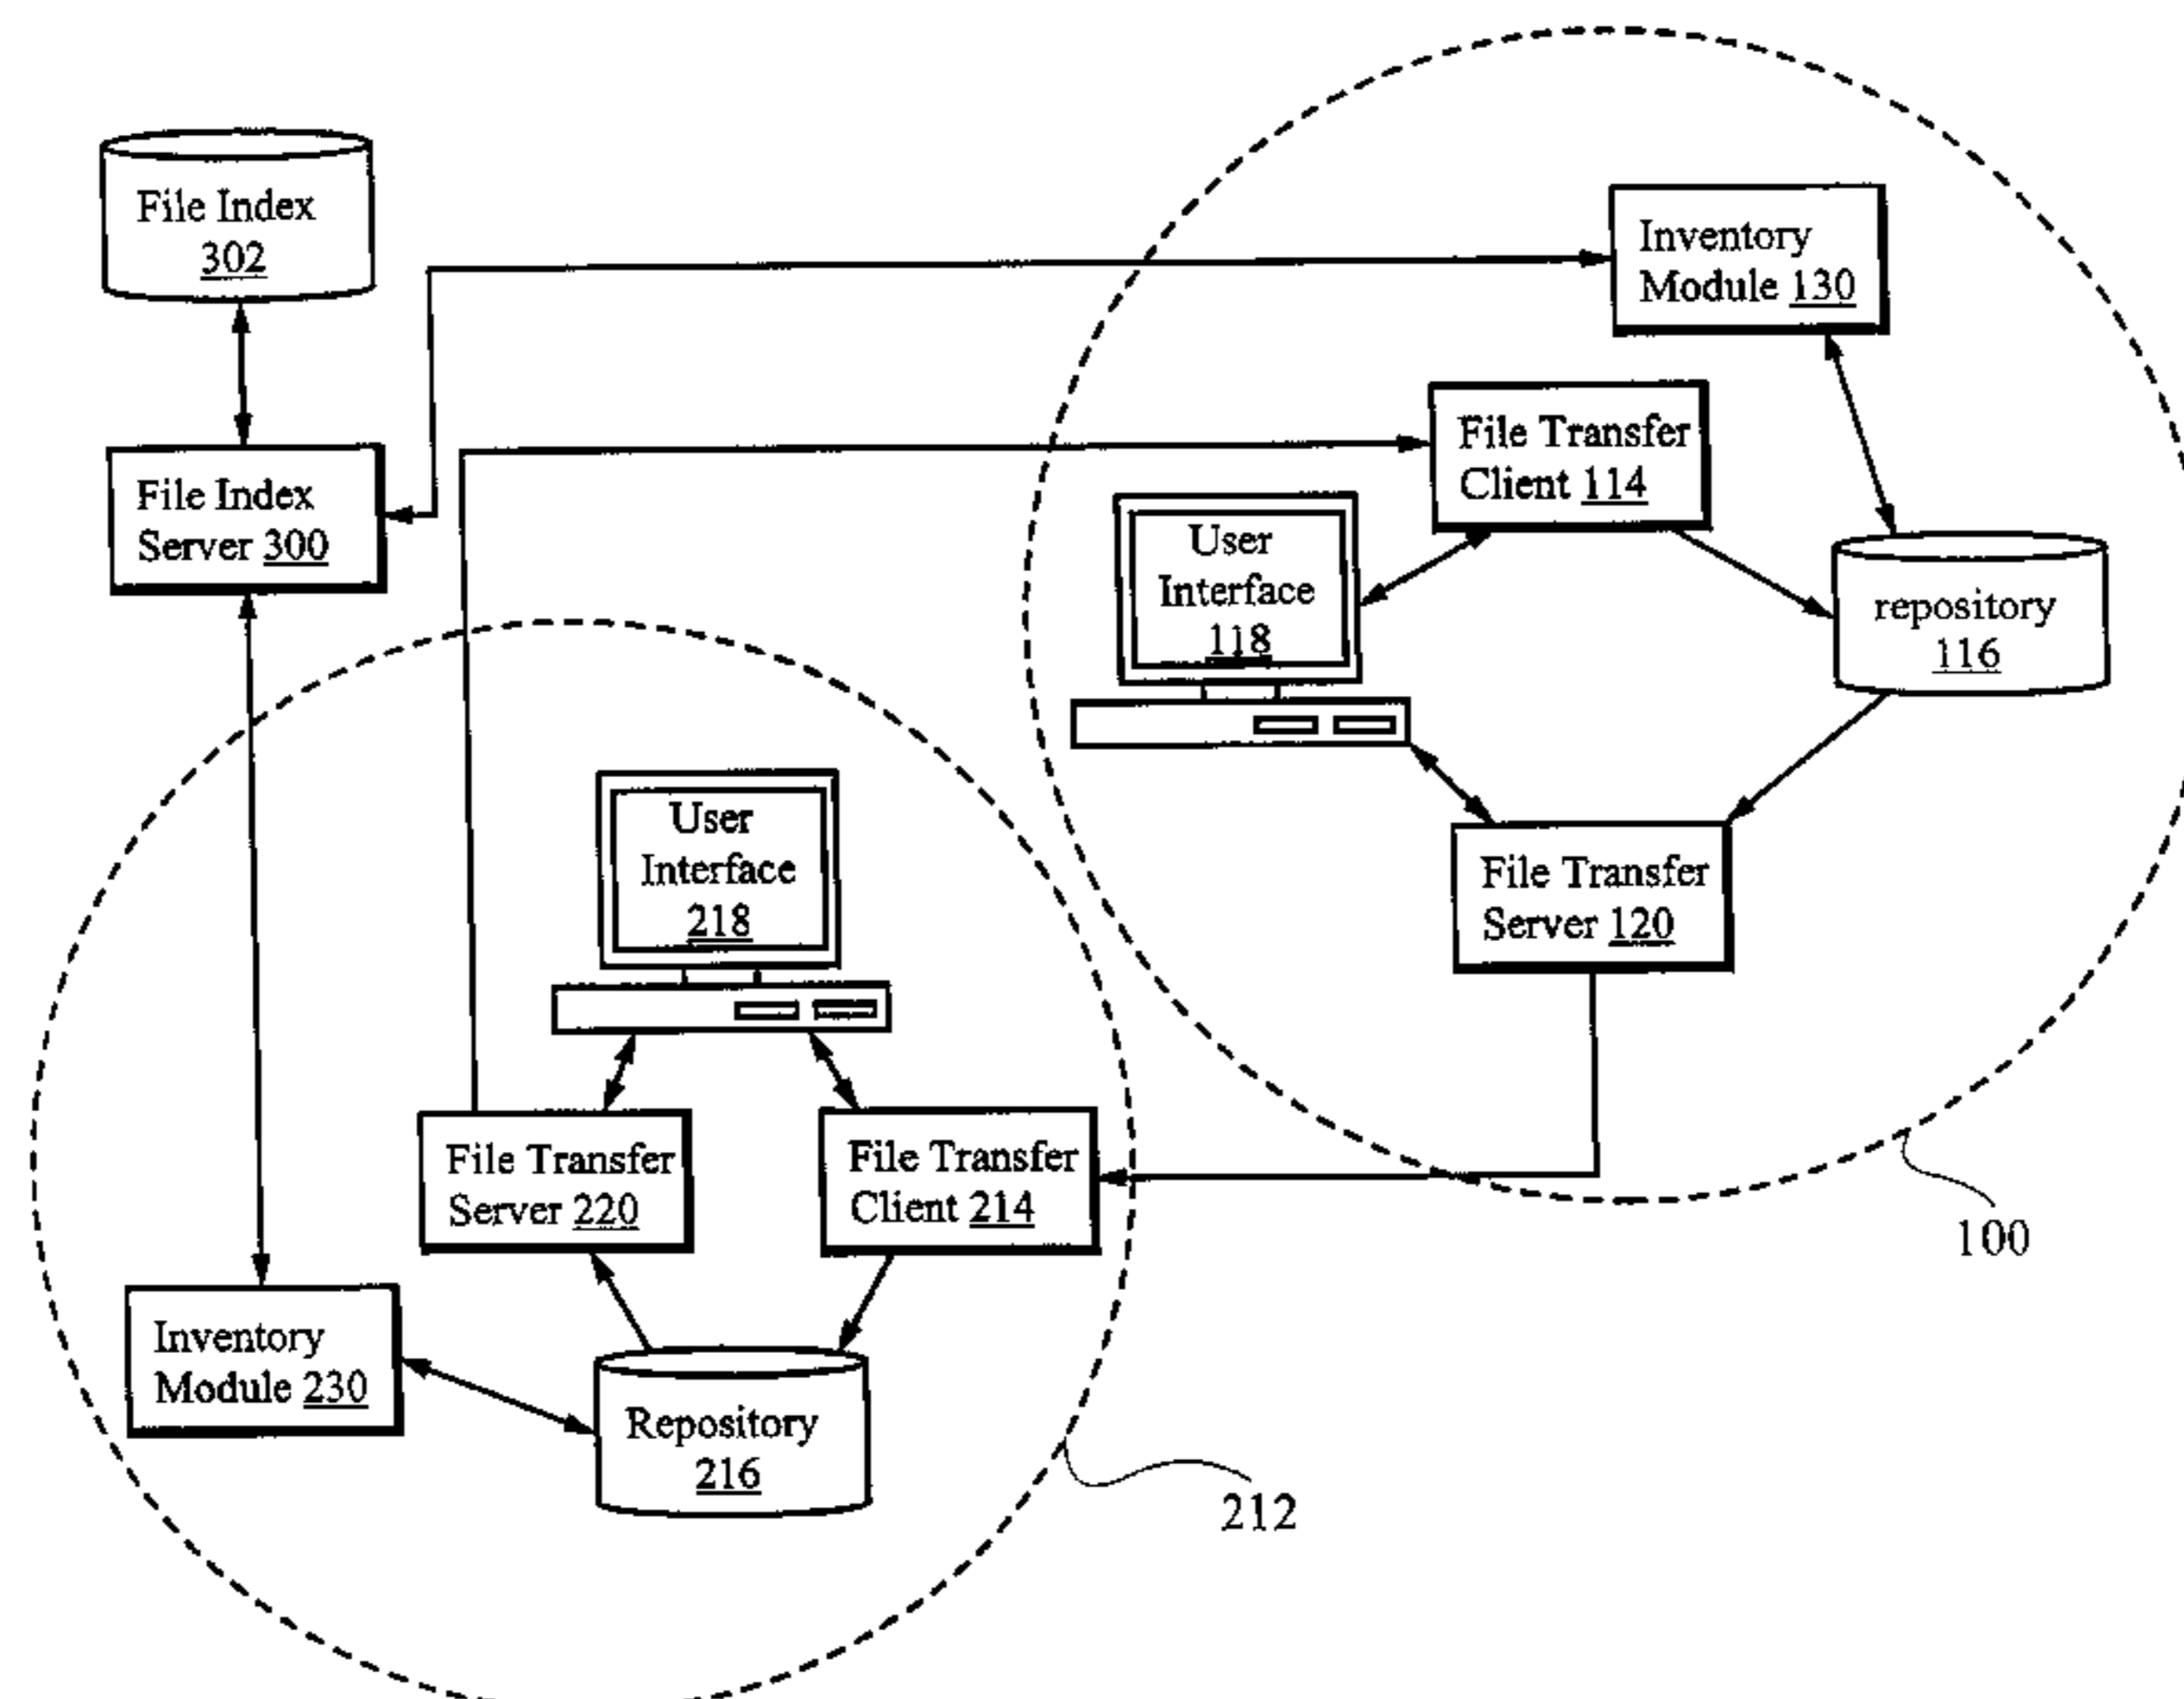 File Index
302
Inventory
Module 130
File Transfer
Client 114
File Index
Server 300
User
Interface
118
repository
116
User
Interface
218
File Transfer
Server 120
File Transfer
Server 220
File Transfer
Client 214
100
Inventory
Module 230
Repository
216
212